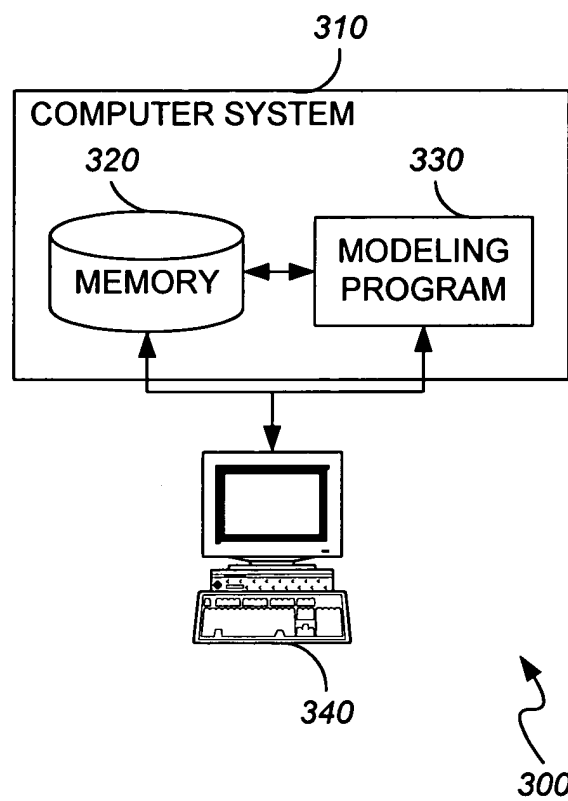 310
COMPUTER SYSTEM
320
330
MEMORY
MODELING
PROGRAM
340
300